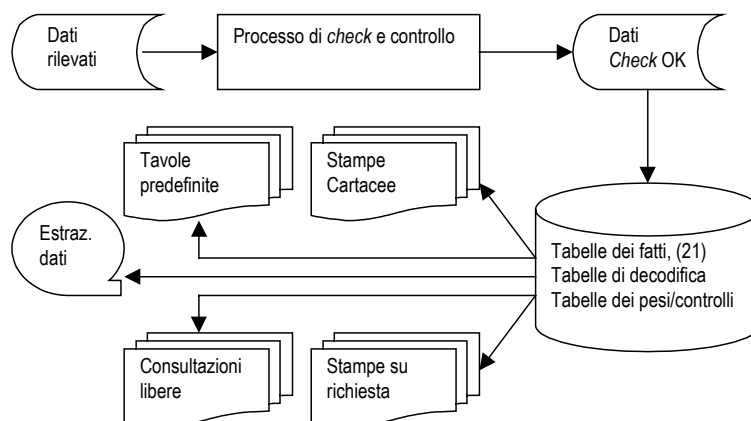 Dati
rilevati
Processo di check e controllo
Dati
Check OK
Tavole
predefinite
Stampe
Cartacee
Estraz.
dati
Tabelle dei fatti, (21)
Tabelle di decodifica
Tabelle dei pesi/controlli
Consultazioni
libere
Stampe su
richiesta